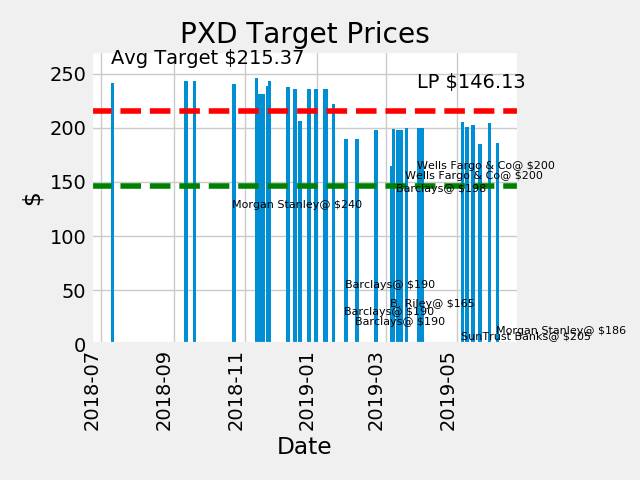 PXD Target Prices
Avg Target $215.37
LP $146.13
$
250
200
150
100
50
0
Wells Fargo & Co@ $200
Wells Fargo & Co@ $200
Barclays@ $198
Morgan Stanley@ $240
Barclays@ $190
B. Riley@ $165
Barclays@ $190
Barclays@ $190
Morgan Stanley@ $186
SunTrust Banks@ $205
2018-07
2018-09
2018-11
2019-01
2019-03
2019-05
Date